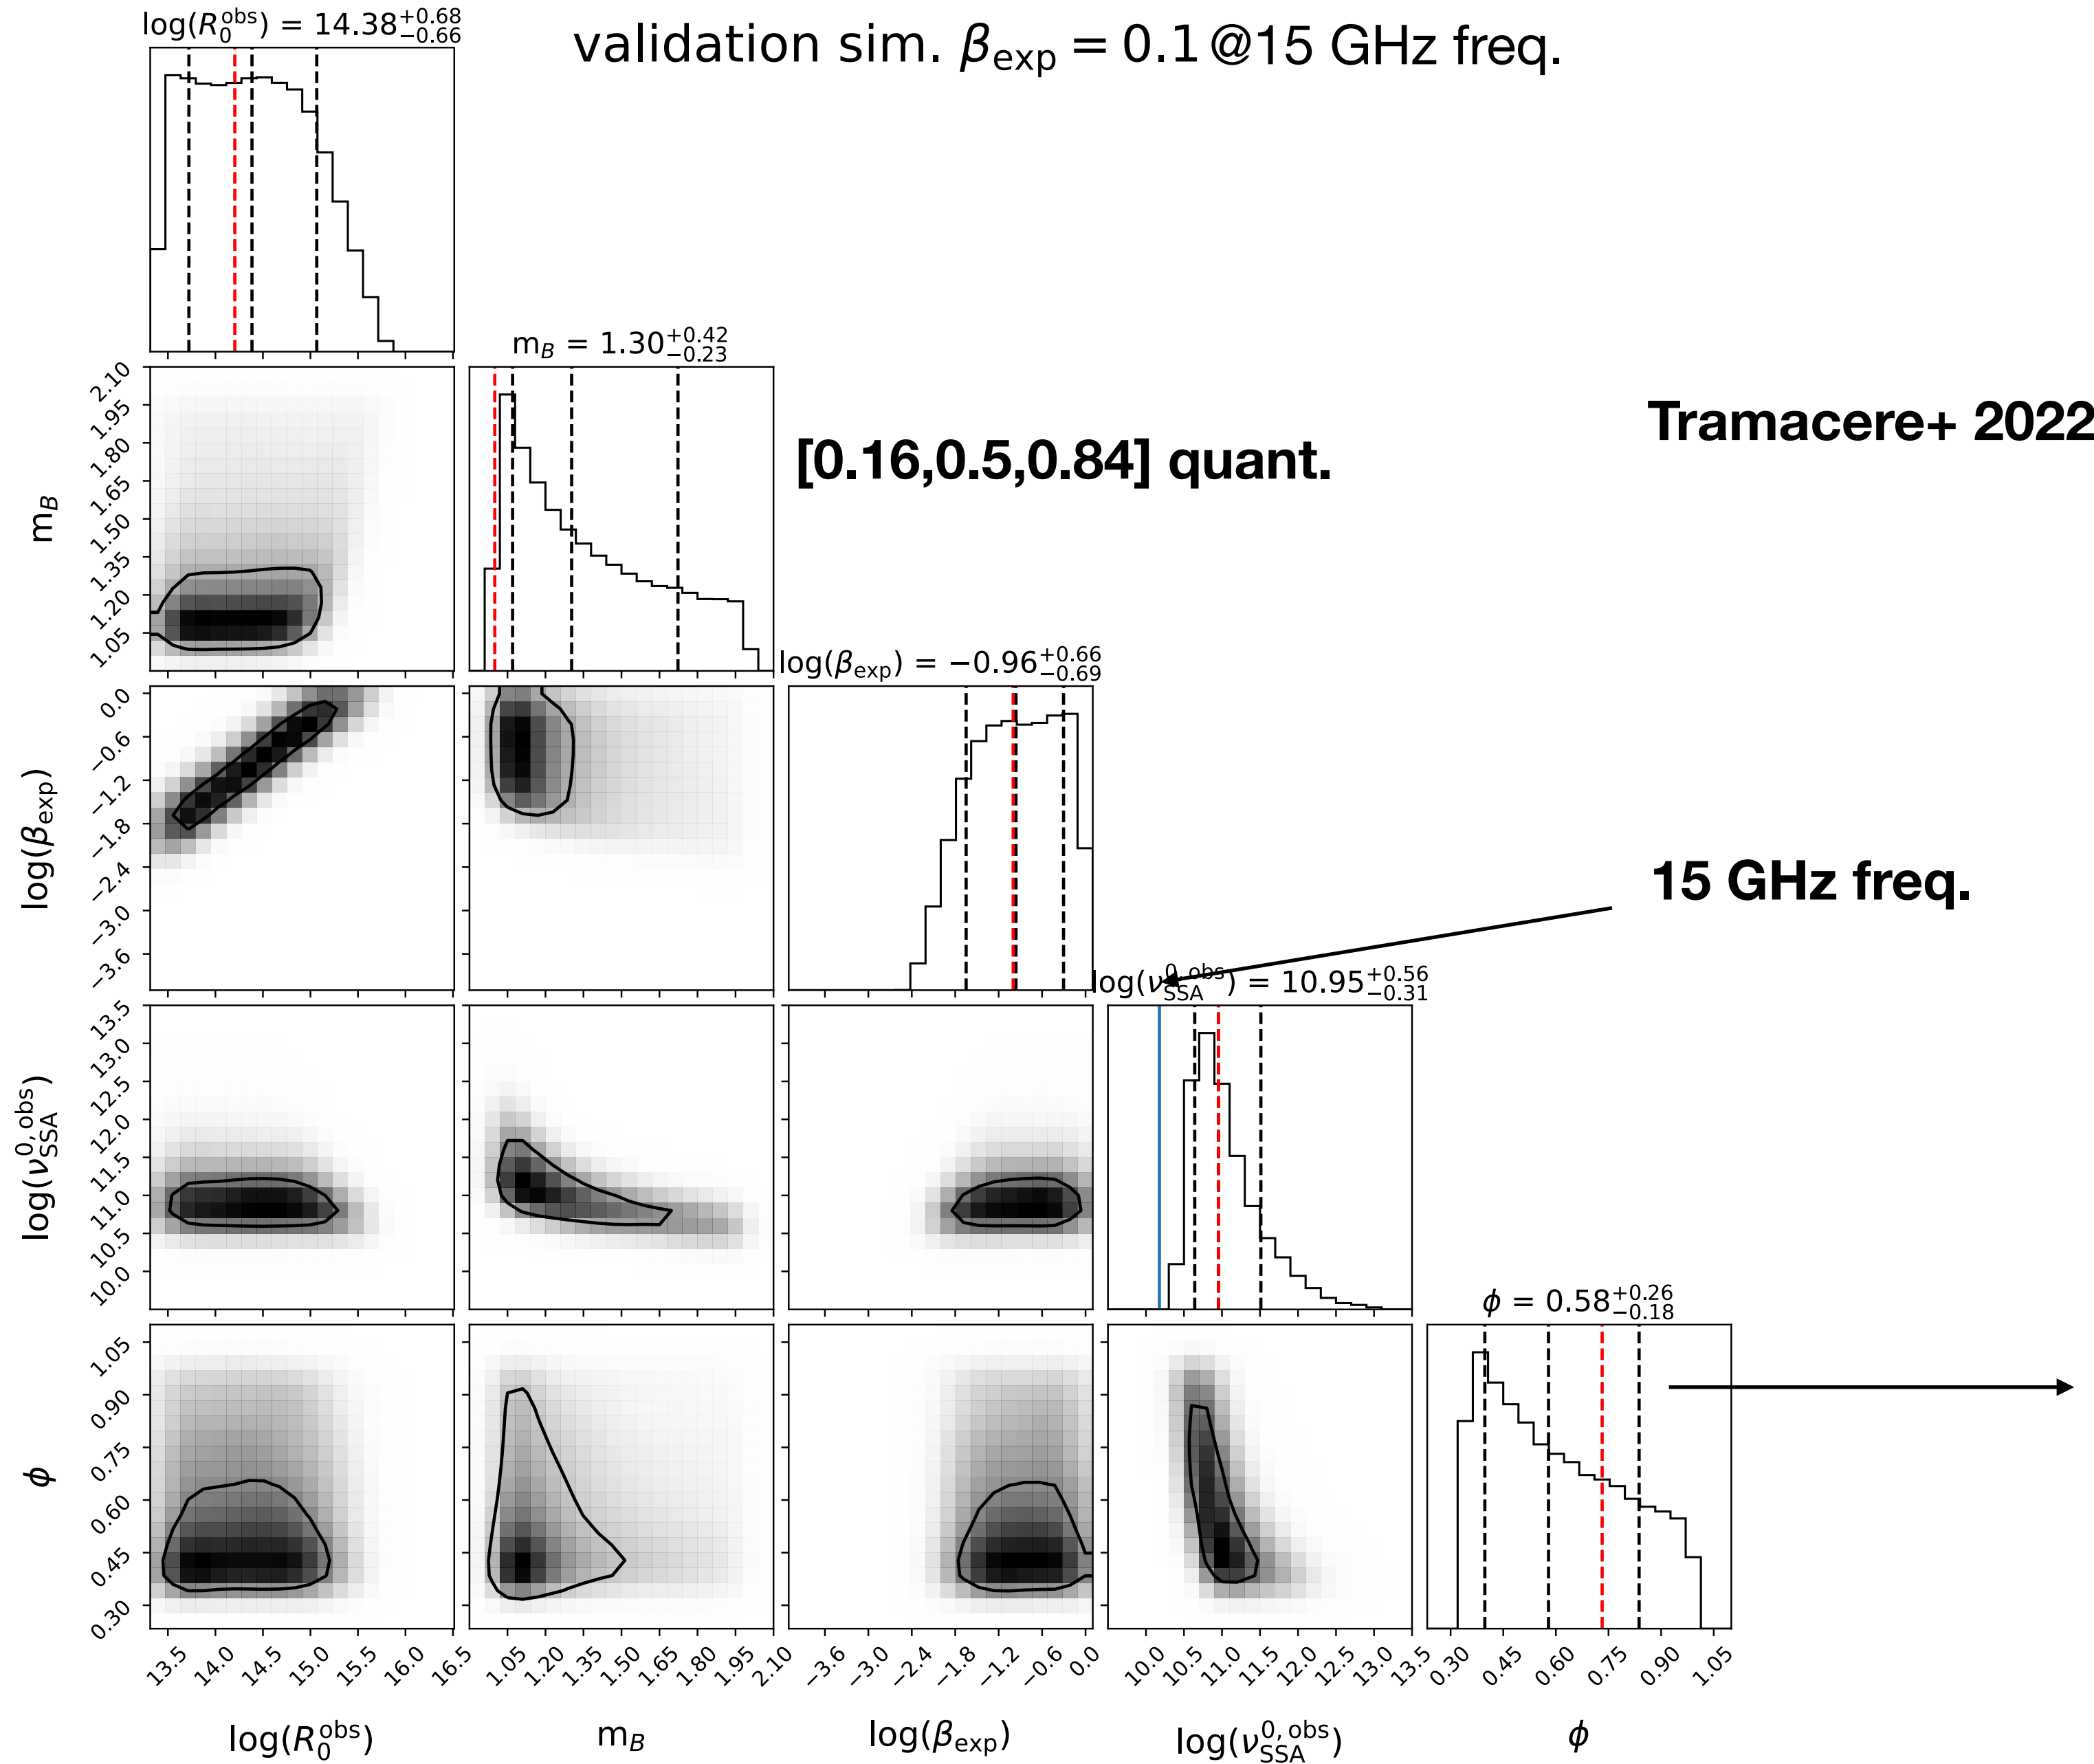 log(R₀^obs) = 14.38^{+0.68}_{−0.66}
validation sim. β_exp = 0.1 @15 GHz freq.
m_B = 1.30^{+0.42}_{−0.23}
Tramacere+ 2022
[0.16,0.5,0.84] quant.
2.10
1.95
1.80
1.65
1.50
1.35
1.20
1.05
m_B
log(β_exp) = −0.96^{+0.66}_{−0.69}
0.0
−0.6
−1.2
−1.8
−2.4
−3.0
−3.6
log(β_exp)
15 GHz freq.
log(ν_SSA^{0,obs}) = 10.95^{+0.56}_{−0.31}
13.5
13.0
12.5
12.0
11.5
11.0
10.5
10.0
log(ν_SSA^{0,obs})
ϕ = 0.58^{+0.26}_{−0.18}
1.05
0.90
0.75
0.60
0.45
0.30
ϕ
13.5 14.0 14.5 15.0 15.5 16.0 16.5 1.05 1.20 1.35 1.50 1.65 1.80 1.95 2.10 −3.6 −3.0 −2.4 −1.8 −1.2 −0.6 0.0 10.0 10.5 11.0 11.5 12.0 12.5 13.0 13.5 0.30 0.45 0.60 0.75 0.90 1.05
log(R₀^obs) m_B log(β_exp) log(ν_SSA^{0,obs}) ϕ